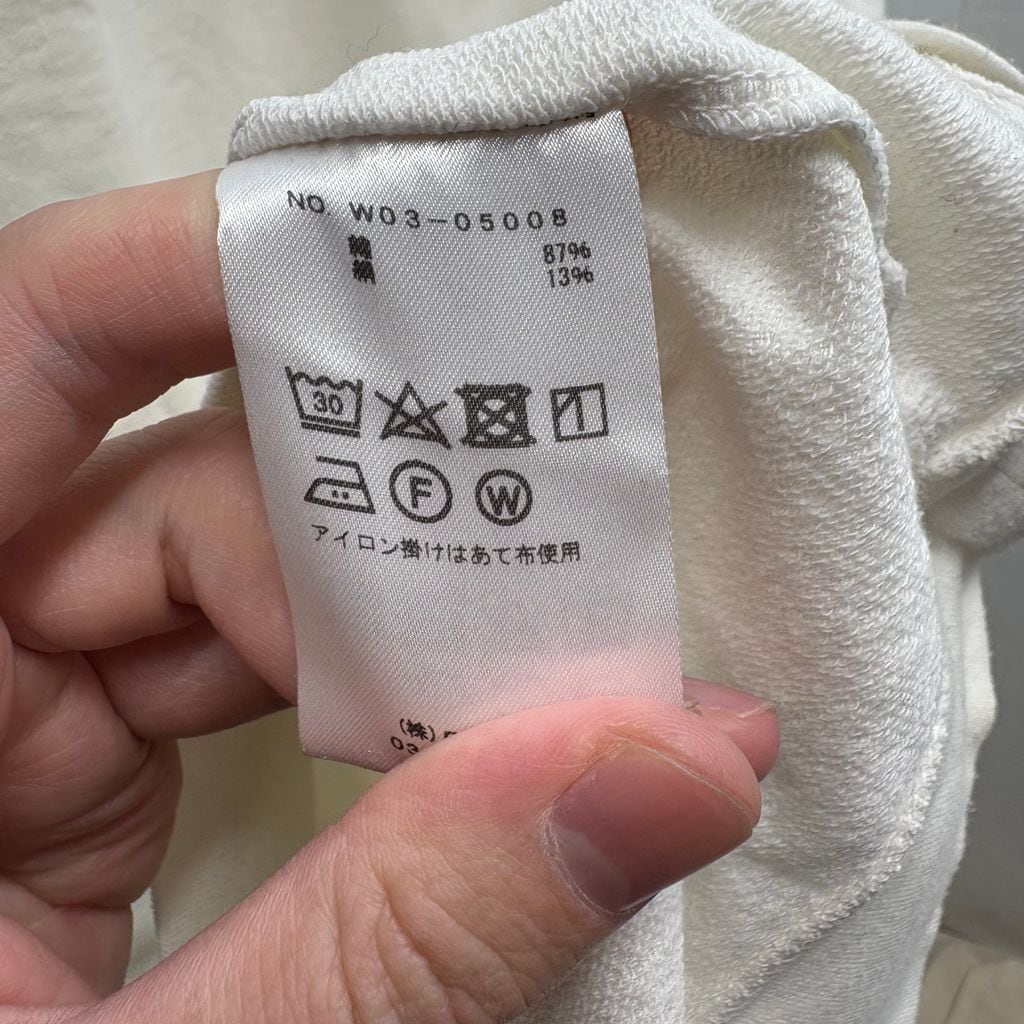 NO. W03-05008
綿 87%
絹 13%
30
F W
アイロン掛けはあて布使用
(株)
03